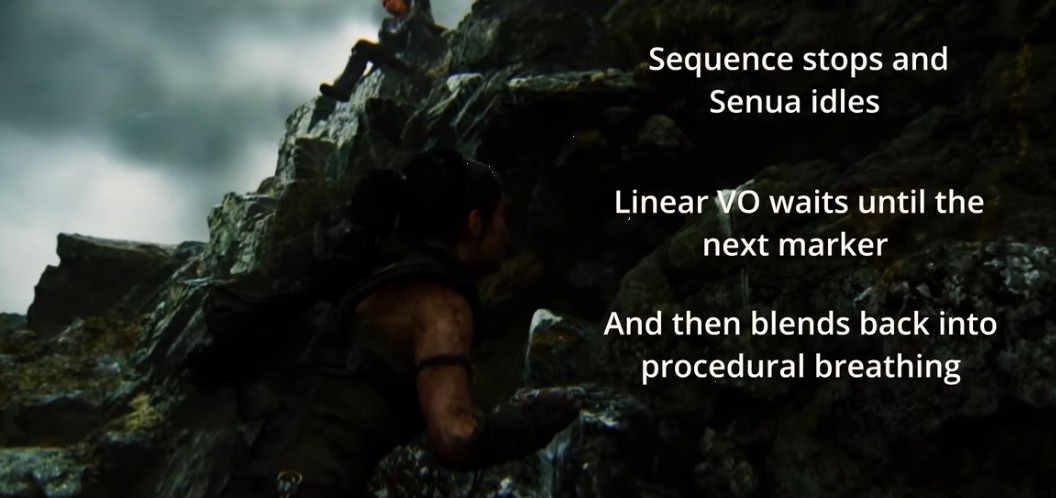 Sequence stops and
Senua idles
Linear VO waits until the
next marker
And then blends back into
procedural breathing